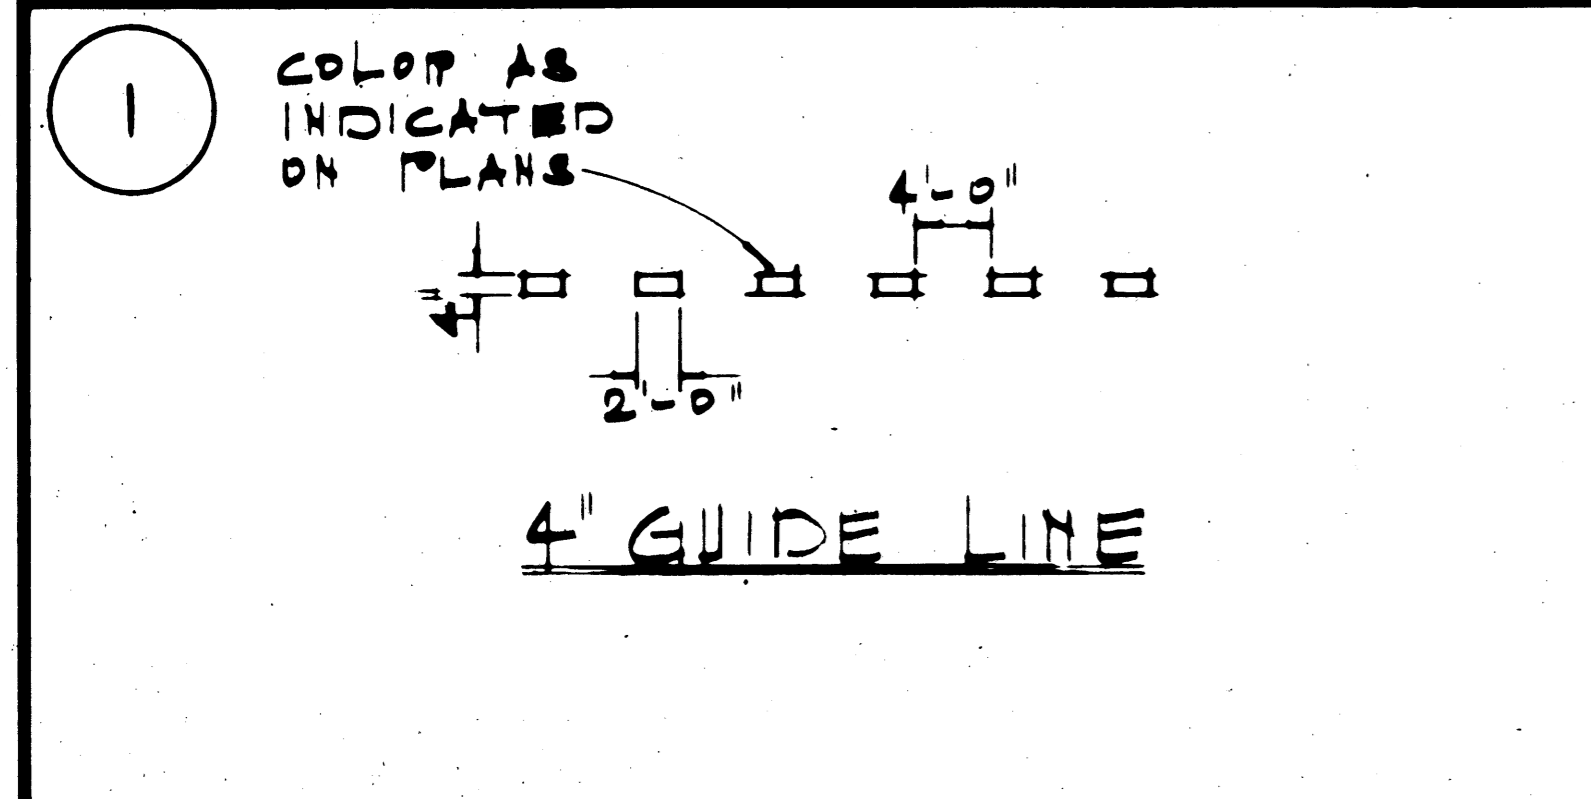 1
COLOR AS
INDICATED
ON PLANS
4'-0"
4"
2'-0"
4" GUIDE LINE